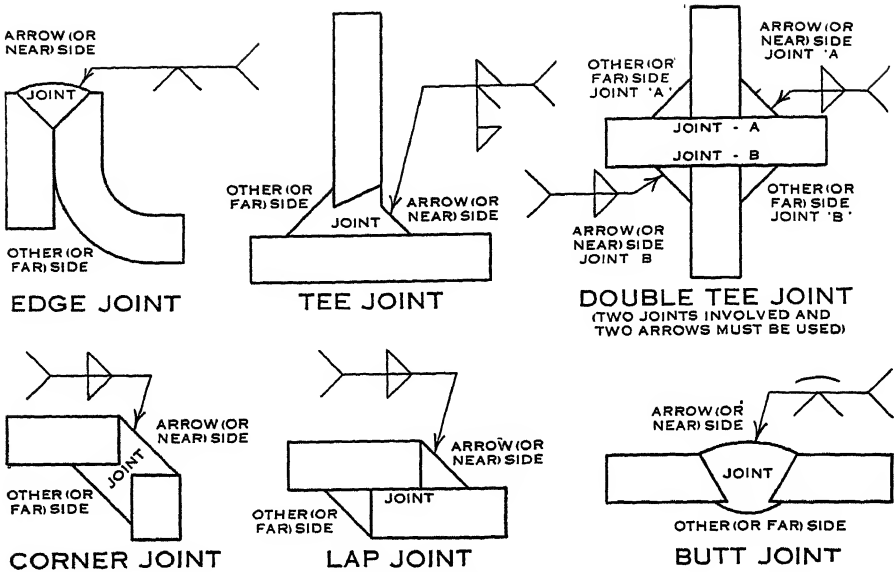 ARROW (OR
NEAR) SIDE
JOINT
OTHER (OR
FAR) SIDE
EDGE JOINT
OTHER (OR
FAR) SIDE
JOINT
ARROW (OR
NEAR) SIDE
TEE JOINT
OTHER (OR
FAR) SIDE
JOINT 'A'
ARROW (OR
NEAR) SIDE
JOINT 'A
JOINT - A
JOINT - B
ARROW (OR
NEAR) SIDE
JOINT B
OTHER (OR
FAR) SIDE
JOINT 'B'
DOUBLE TEE JOINT
(TWO JOINTS INVOLVED AND
TWO ARROWS MUST BE USED)
ARROW (OR
NEAR) SIDE
JOINT
OTHER (OR
FAR) SIDE
CORNER JOINT
ARROW (OR
NEAR) SIDE
JOINT
OTHER (OR
FAR) SIDE
LAP JOINT
ARROW (OR
NEAR) SIDE
JOINT
OTHER (OR FAR) SIDE
BUTT JOINT